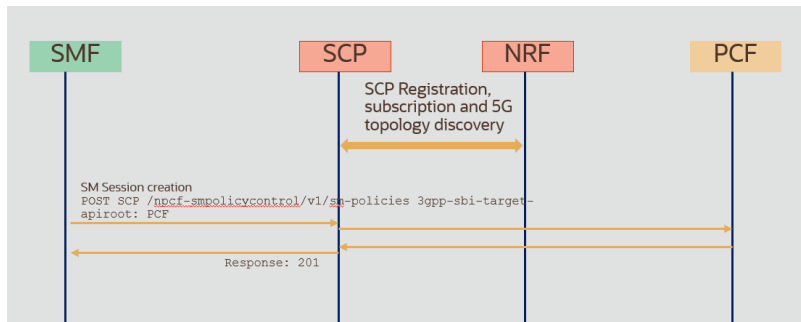 SMF
SCP
NRF
PCF
SCP Registration,
subscription and 5G
topology discovery
SM Session creation
POST SCP /npcf-smpolicycontrol/v1/sm-policies 3gpp-sbi-target-
apiroot: PCF
Response: 201